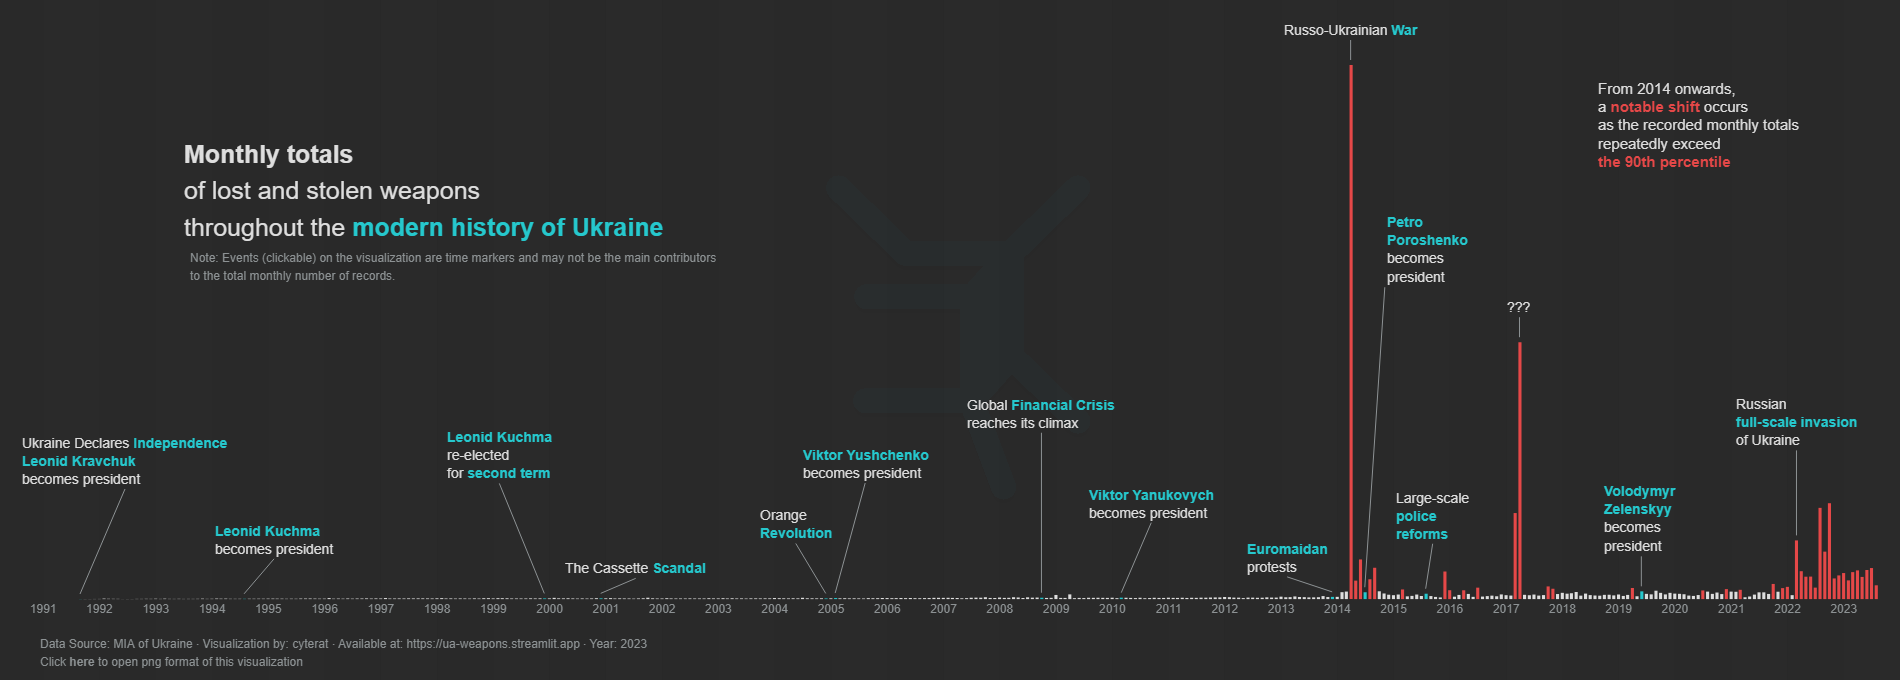 Russo-Ukrainian War
From 2014 onwards,
a notable shift occurs
as the recorded monthly totals
repeatedly exceed
the 90th percentile
Monthly totals
of lost and stolen weapons
throughout the modern history of Ukraine
Note: Events (clickable) on the visualization are time markers and may not be the main contributors
to the total monthly number of records.
Petro
Poroshenko
becomes
president
???
Global Financial Crisis
reaches its climax
Russian
full-scale invasion
of Ukraine
Ukraine Declares Independence
Leonid Kravchuk
becomes president
Leonid Kuchma
re-elected
for second term
Viktor Yushchenko
becomes president
Viktor Yanukovych
becomes president
Large-scale
police
reforms
Volodymyr
Zelenskyy
becomes
president
Leonid Kuchma
becomes president
Orange
Revolution
Euromaidan
protests
The Cassette Scandal
1991 1992 1993 1994 1995 1996 1997 1998 1999 2000 2001 2002 2003 2004 2005 2006 2007 2008 2009 2010 2011 2012 2013 2014 2015 2016 2017 2018 2019 2020 2021 2022 2023
Data Source: MIA of Ukraine · Visualization by: cyterat · Available at: https://ua-weapons.streamlit.app · Year: 2023
Click here to open png format of this visualization